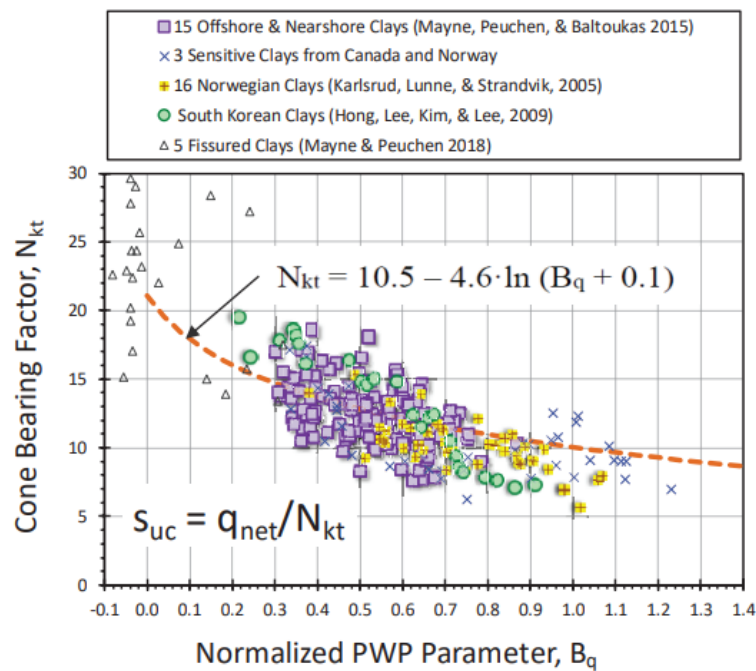 15 Offshore & Nearshore Clays (Mayne, Peuchen, & Baltoukas 2015)
3 Sensitive Clays from Canada and Norway
16 Norwegian Clays (Karlsrud, Lunne, & Strandvik, 2005)
South Korean Clays (Hong, Lee, Kim, & Lee, 2009)
5 Fissured Clays (Mayne & Peuchen 2018)
Cone Bearing Factor, Nkt
30
25
20
15
10
5
0
Nkt = 10.5 – 4.6·ln (Bq + 0.1)
suc = qnet/Nkt
-0.1 0.0 0.1 0.2 0.3 0.4 0.5 0.6 0.7 0.8 0.9 1.0 1.1 1.2 1.3 1.4
Normalized PWP Parameter, Bq